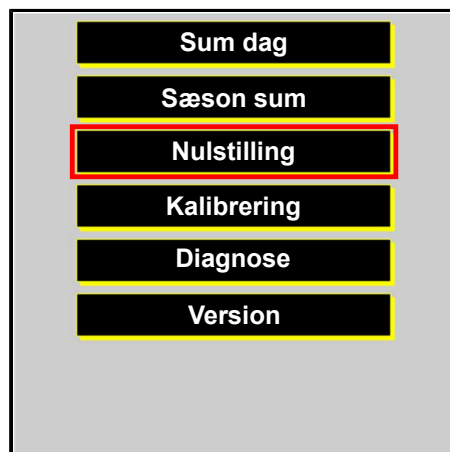 Sum dag
Sæson sum
Nulstilling
Kalibrering
Diagnose
Version